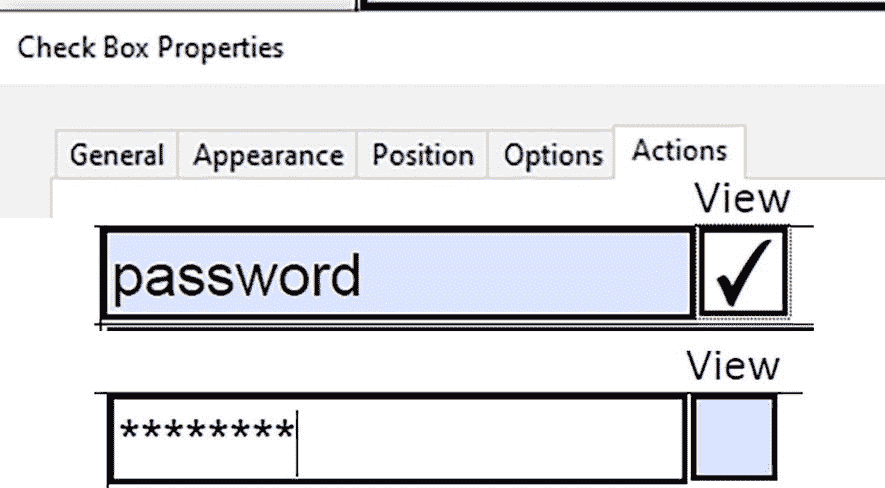 Check Box Properties
General Appearance Position Options Actions
View
password
View
********